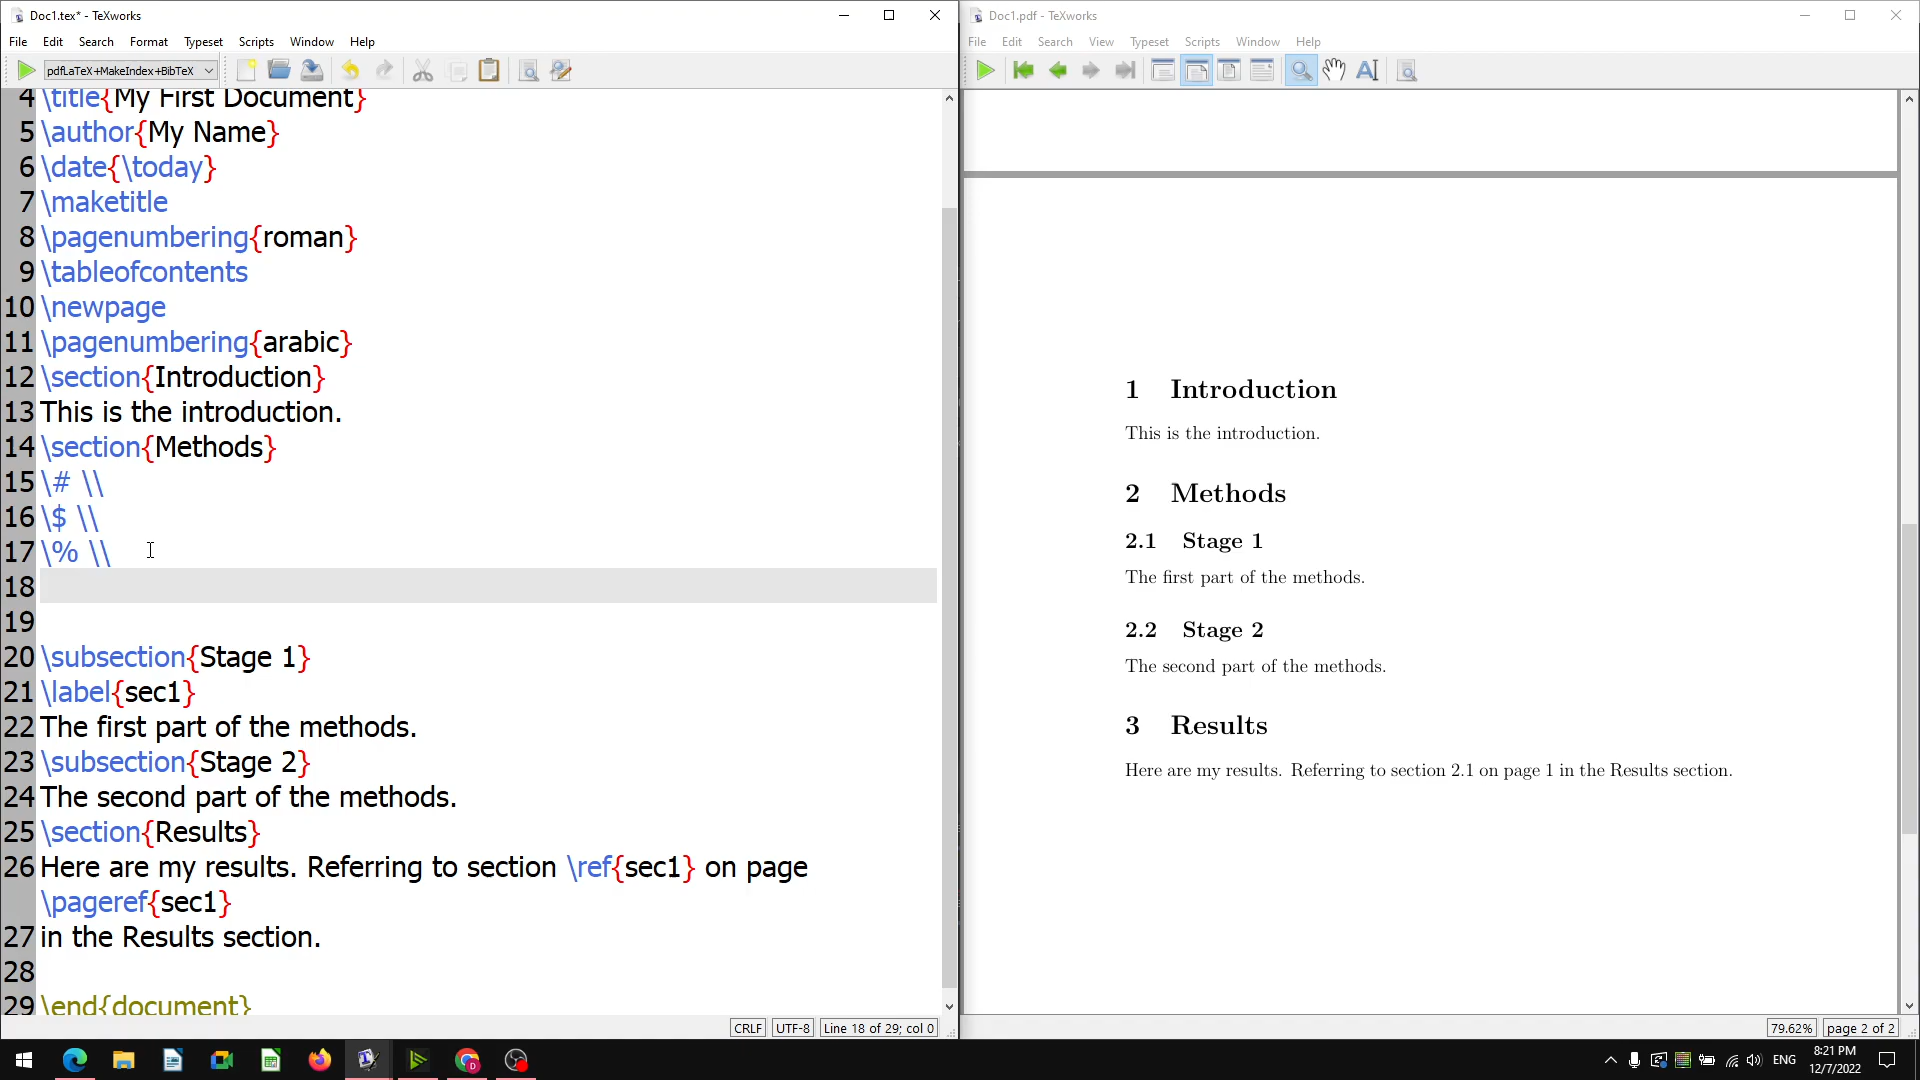 Doc1.tex* - TeXworks
File Edit Search Format Typeset Scripts Window Help
pdfLaTeX+MakeIndex+BibTeX
4 \title{My First Document}
5 \author{My Name}
6 \date{\today}
7 \maketitle
8 \pagenumbering{roman}
9 \tableofcontents
10 \newpage
11 \pagenumbering{arabic}
12 \section{Introduction}
13 This is the introduction.
14 \section{Methods}
15 \# \\
16 \$ \\
17 \% \\
18
19
20 \subsection{Stage 1}
21 \label{sec1}
22 The first part of the methods.
23 \subsection{Stage 2}
24 The second part of the methods.
25 \section{Results}
26 Here are my results. Referring to section \ref{sec1} on page
\pageref{sec1}
27 in the Results section.
28
29 \end{document}
CRLF UTF-8 Line 18 of 29; col 0
Doc1.pdf - TeXworks
File Edit Search View Typeset Scripts Window Help
1 Introduction
This is the introduction.
2 Methods
2.1 Stage 1
The first part of the methods.
2.2 Stage 2
The second part of the methods.
3 Results
Here are my results. Referring to section 2.1 on page 1 in the Results section.
79.62% page 2 of 2
ENG
8:21 PM
12/7/2022